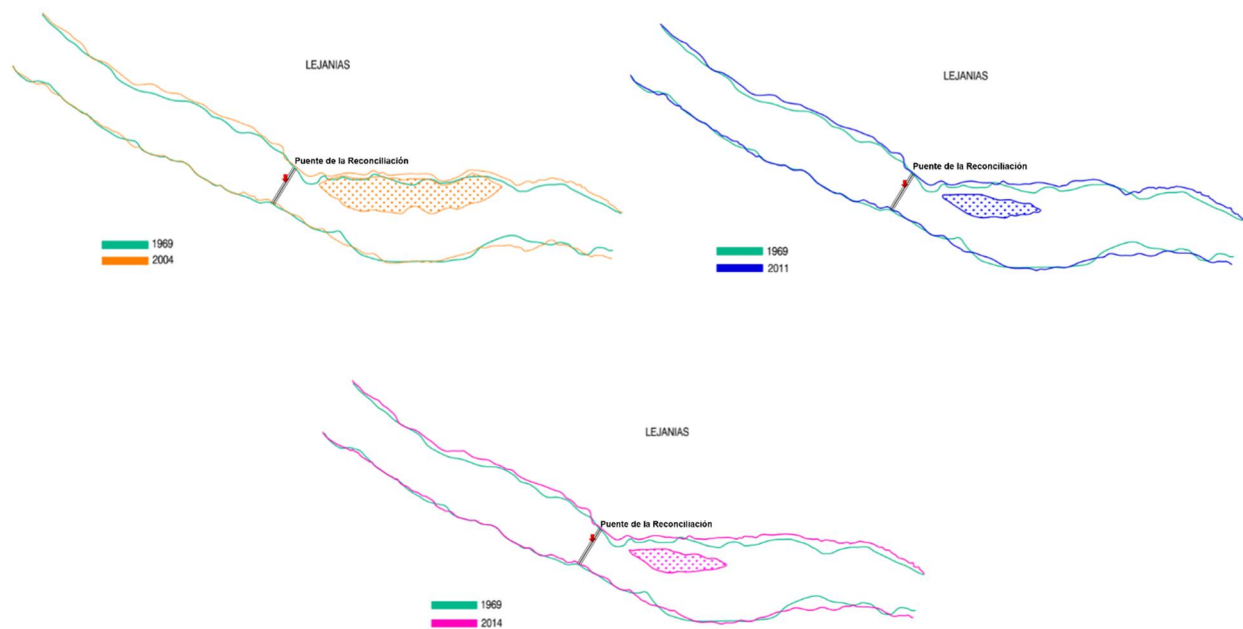 LEJANIAS
Puente de la Reconciliación
1969
2004
LEJANIAS
Puente de la Reconciliación
1969
2011
LEJANIAS
Puente de la Reconciliación
1969
2014